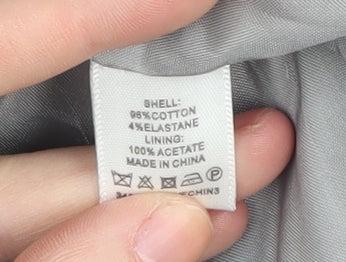 SHELL:
96%COTTON
4%ELASTANE
LINING:
100% ACETATE
MADE IN CHINA
P